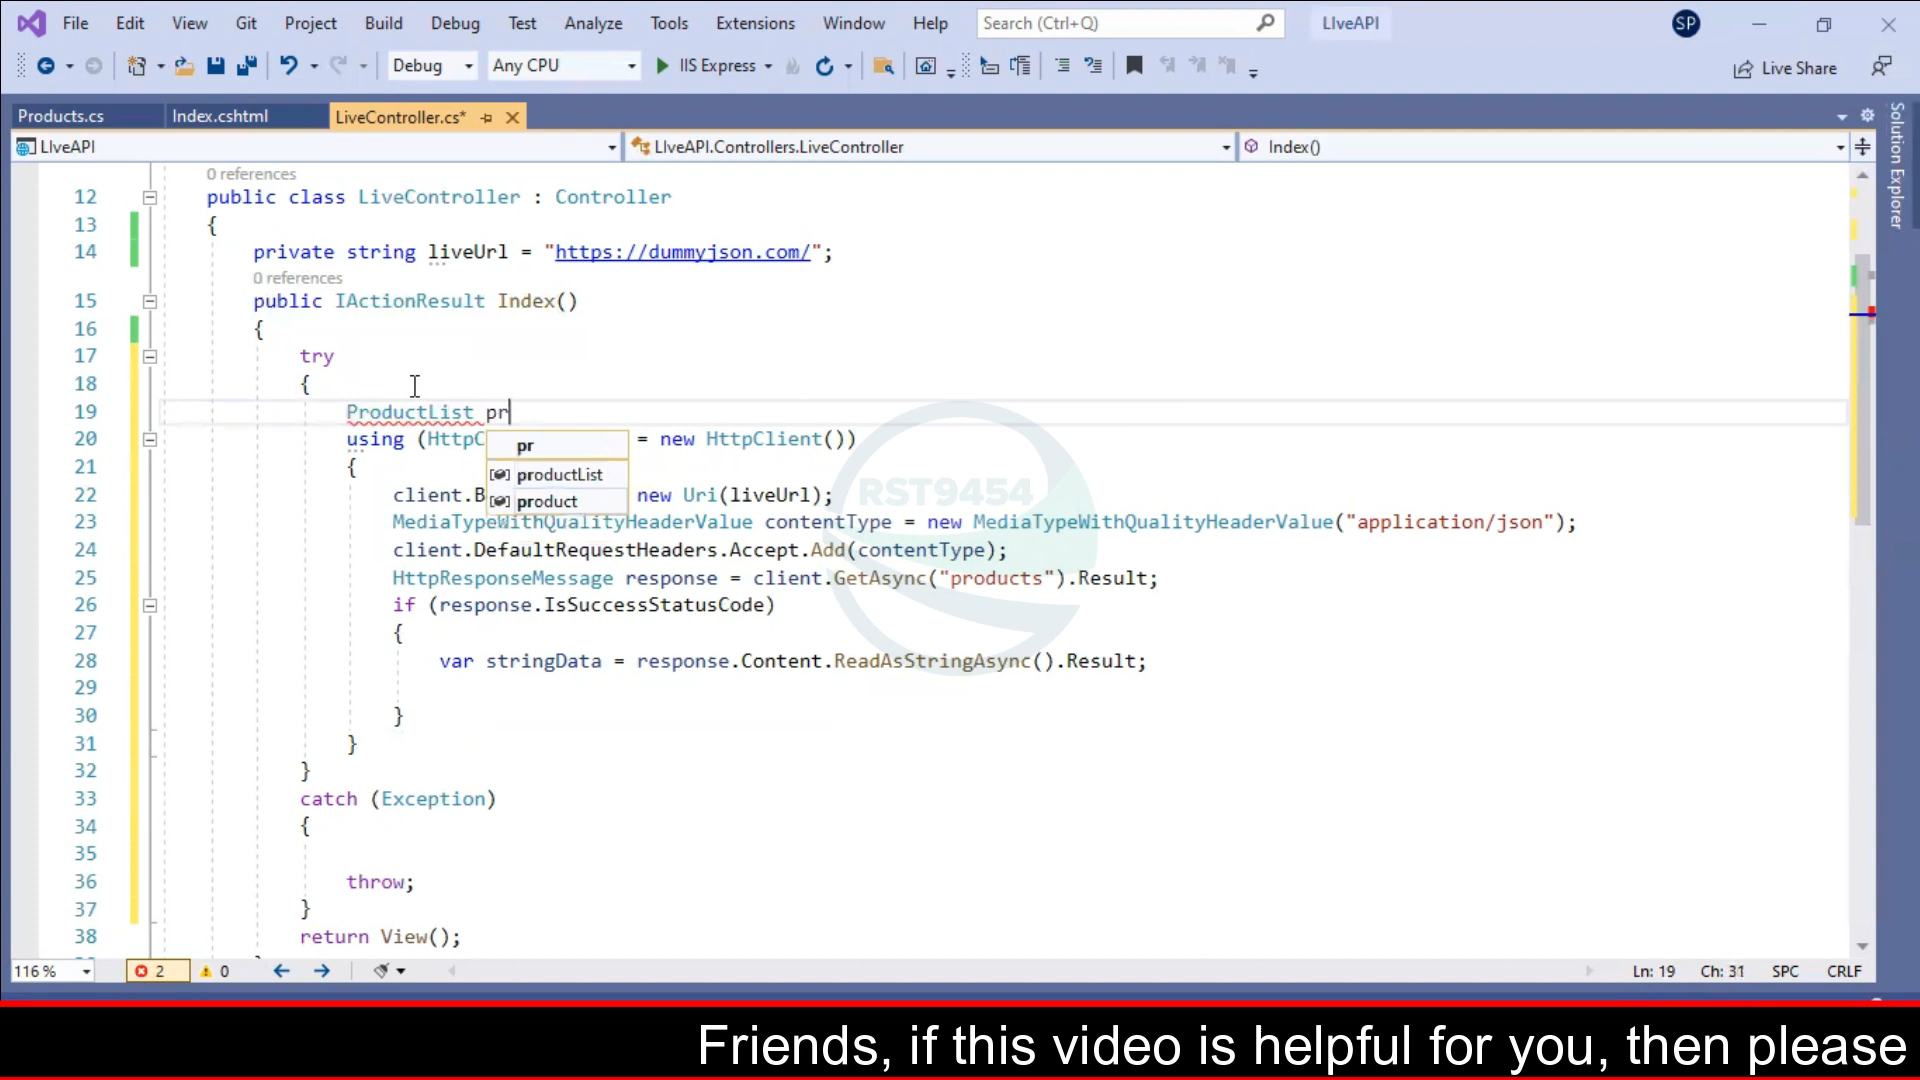 File Edit View Git Project Build Debug Test Analyze Tools Extensions Window Help Search (Ctrl+Q) LIveAPI SP
Debug Any CPU IIS Express Live Share
Products.cs Index.cshtml LiveController.cs*
LIveAPI LIveAPI.Controllers.LiveController Index()
Solution Explorer
0 references
12 public class LiveController : Controller
13 {
14 private string liveUrl = "https://dummyjson.com/";
0 references
15 public IActionResult Index()
16 {
17 try
18 {
19 ProductList pr
20 using (HttpC = new HttpClient())
pr
21 {
productList
22 client.B new Uri(liveUrl);
product
23 MediaTypeWithQualityHeaderValue contentType = new MediaTypeWithQualityHeaderValue("application/json");
24 client.DefaultRequestHeaders.Accept.Add(contentType);
25 HttpResponseMessage response = client.GetAsync("products").Result;
26 if (response.IsSuccessStatusCode)
27 {
28 var stringData = response.Content.ReadAsStringAsync().Result;
29
30 }
31 }
32 }
33 catch (Exception)
34 {
35
36 throw;
37 }
38 return View();
RST9454
116 % 2 0 Ln: 19 Ch: 31 SPC CRLF
Friends, if this video is helpful for you, then please